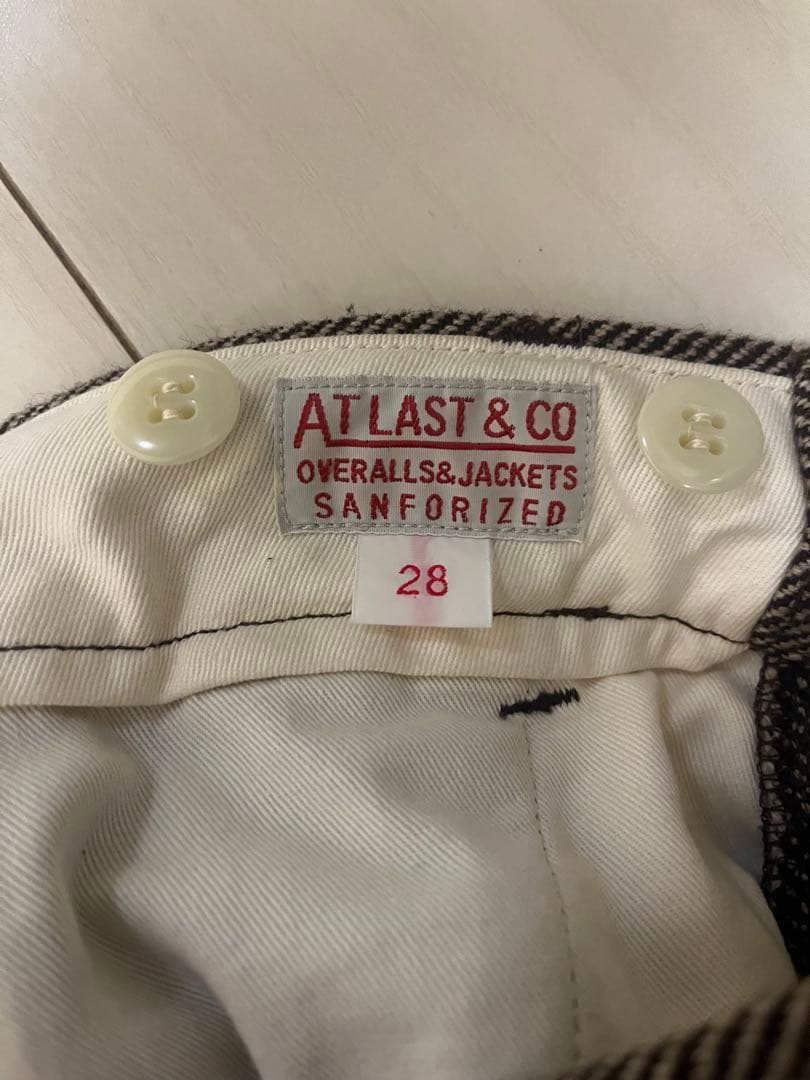 AT LAST & CO
OVERALLS&JACKETS
SANFORIZED
28